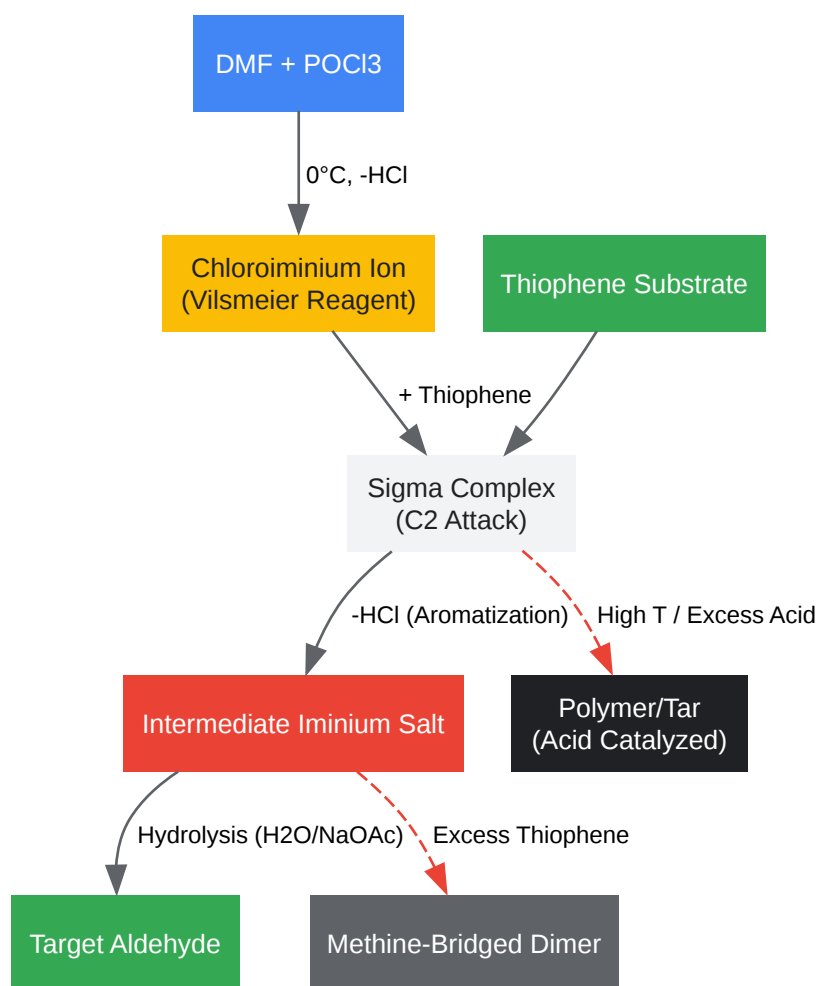 DMF + POCl3
0°C, -HCl
Chloroiminium Ion
(Vilsmeier Reagent)
Thiophene Substrate
+ Thiophene
Sigma Complex
(C2 Attack)
-HCl (Aromatization)
High T / Excess Acid
Intermediate Iminium Salt
Polymer/Tar
(Acid Catalyzed)
Hydrolysis (H2O/NaOAc)
Excess Thiophene
Target Aldehyde
Methine-Bridged Dimer